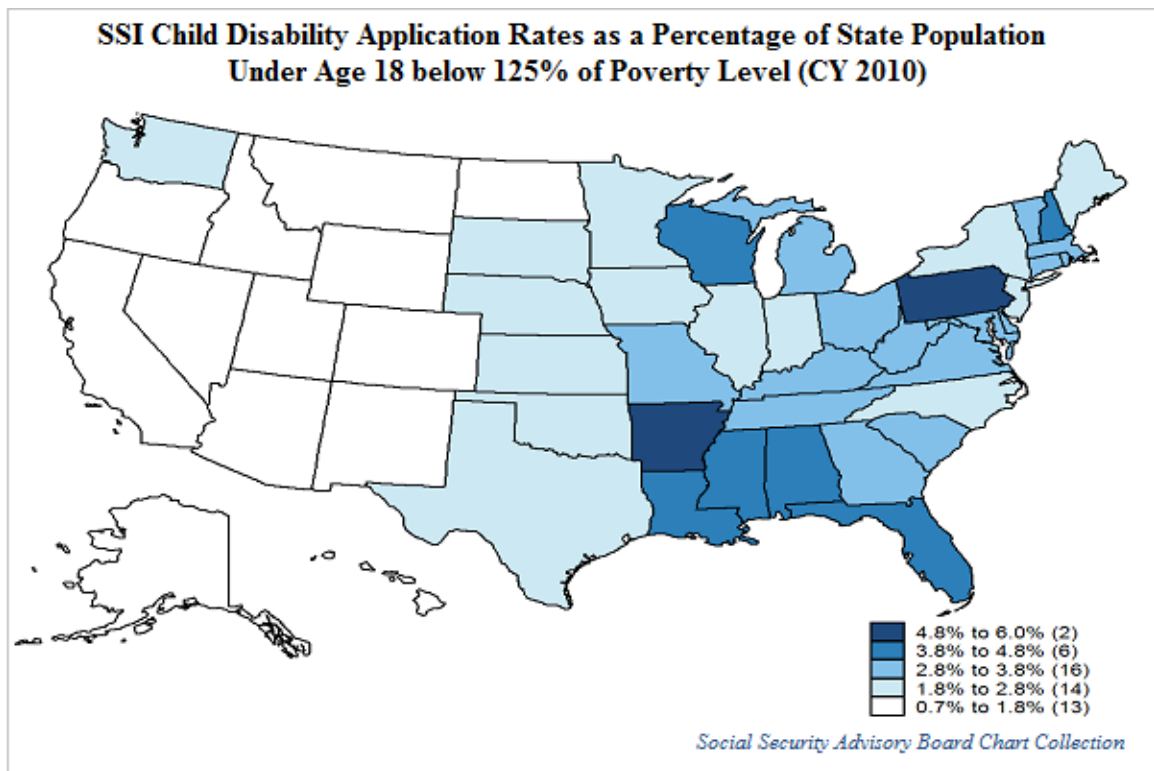 SSI Child Disability Application Rates as a Percentage of State Population
Under Age 18 below 125% of Poverty Level (CY 2010)
4.8% to 6.0% (2)
3.8% to 4.8% (6)
2.8% to 3.8% (16)
1.8% to 2.8% (14)
0.7% to 1.8% (13)
Social Security Advisory Board Chart Collection